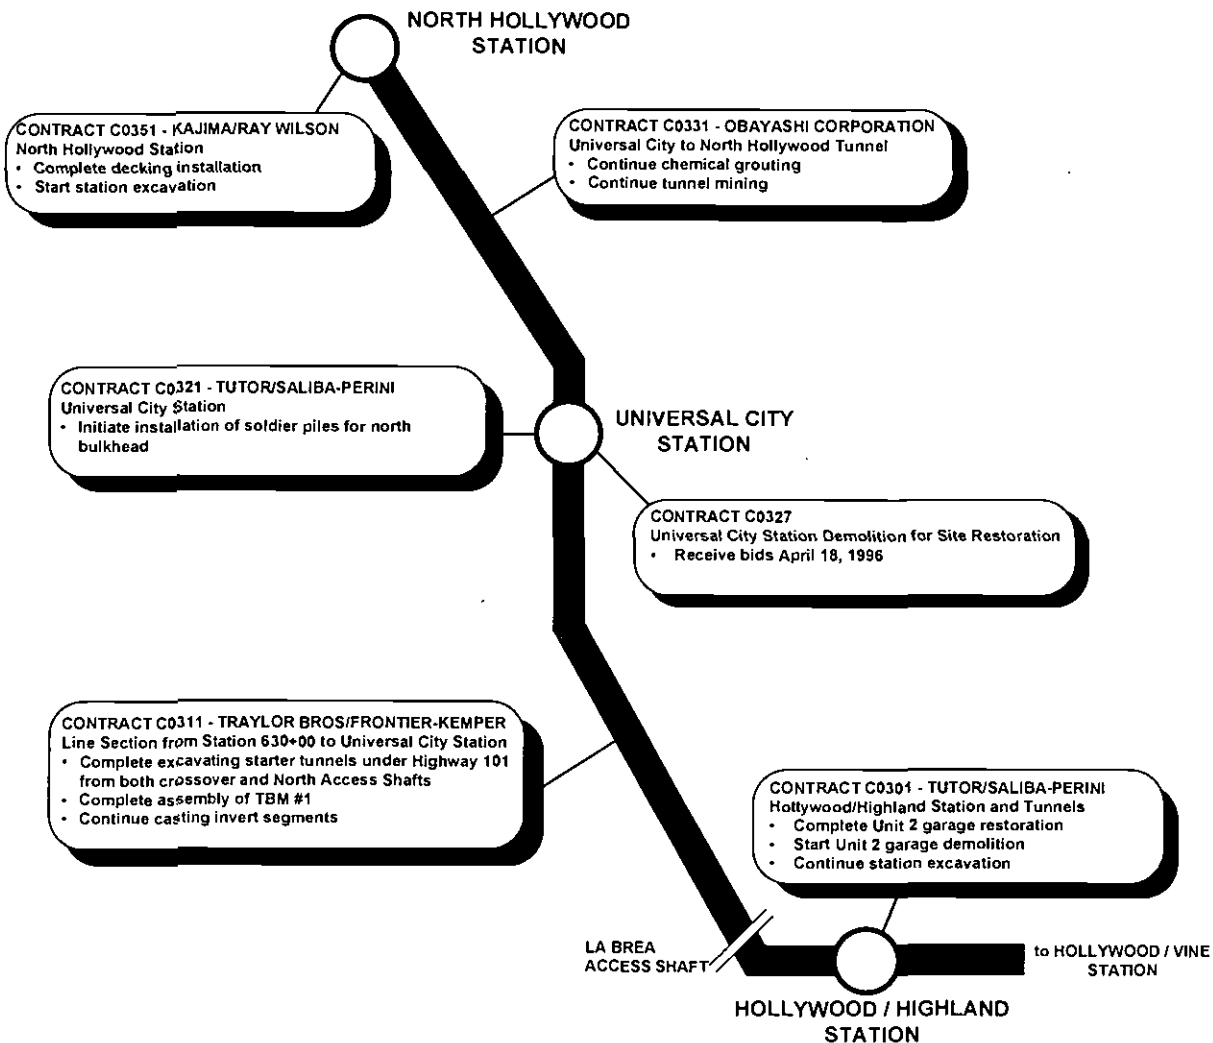 NORTH HOLLYWOOD
STATION
CONTRACT C0351 - KAJIMA/RAY WILSON
North Hollywood Station
• Complete decking installation
• Start station excavation
CONTRACT C0331 - OBAYASHI CORPORATION
Universal City to North Hollywood Tunnel
• Continue chemical grouting
• Continue tunnel mining
CONTRACT C0321 - TUTOR/SALIBA-PERINI
Universal City Station
• Initiate installation of soldier piles for north
bulkhead
UNIVERSAL CITY
STATION
CONTRACT C0327
Universal City Station Demolition for Site Restoration
• Receive bids April 18, 1996
CONTRACT C0311 - TRAYLOR BROS/FRONTIER-KEMPER
Line Section from Station 630+00 to Universal City Station
• Complete excavating starter tunnels under Highway 101
from both crossover and North Access Shafts
• Complete assembly of TBM #1
• Continue casting invert segments
CONTRACT C0301 - TUTOR/SALIBA-PERINI
Hollywood/Highland Station and Tunnels
• Complete Unit 2 garage restoration
• Start Unit 2 garage demolition
• Continue station excavation
LA BREA
ACCESS SHAFT
to HOLLYWOOD / VINE
STATION
HOLLYWOOD / HIGHLAND
STATION